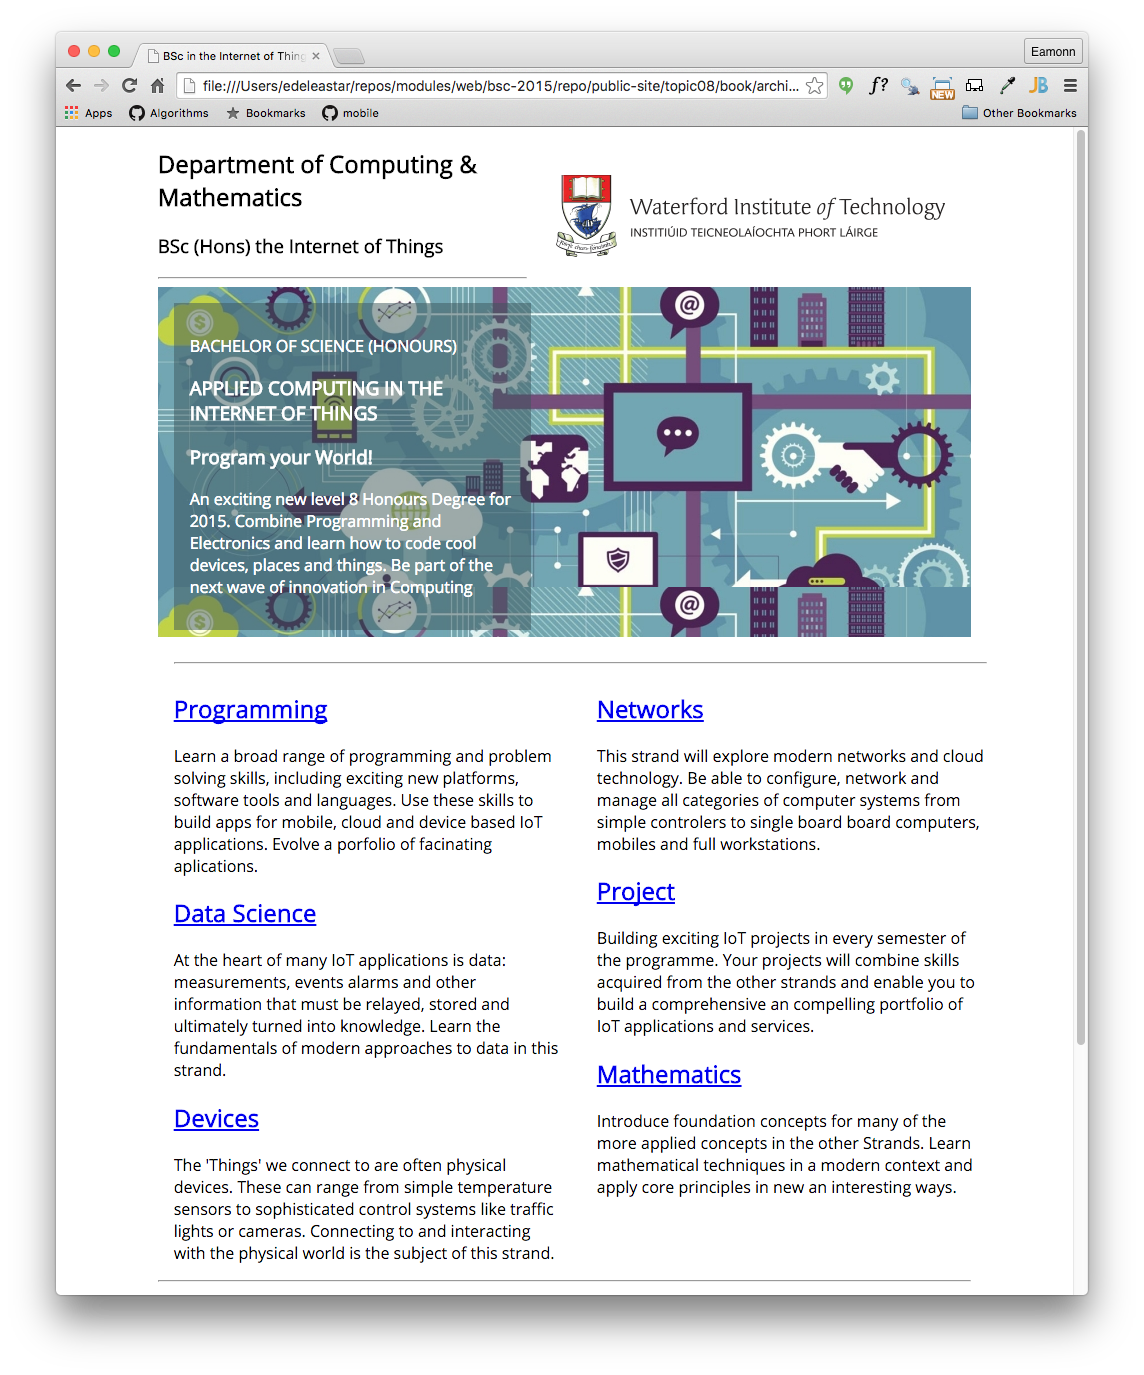 BSc in the Internet of Thing
Eamonn
file:///Users/edeleastar/repos/modules/web/bsc-2015/repo/public-site/topic08/book/archi...
f?
NEW
JB
Apps
Algorithms
Bookmarks
mobile
Other Bookmarks
Department of Computing &
Mathematics
BSc (Hons) the Internet of Things
Waterford Institute of Technology
INSTITIÚID TEICNEOLAÍOCHTA PHORT LÁIRGE
BACHELOR OF SCIENCE (HONOURS)
APPLIED COMPUTING IN THE
INTERNET OF THINGS
Program your World!
An exciting new level 8 Honours Degree for
2015. Combine Programming and
Electronics and learn how to code cool
devices, places and things. Be part of the
next wave of innovation in Computing
Programming
Learn a broad range of programming and problem
solving skills, including exciting new platforms,
software tools and languages. Use these skills to
build apps for mobile, cloud and device based IoT
applications. Evolve a porfolio of facinating
aplications.
Data Science
At the heart of many IoT applications is data:
measurements, events alarms and other
information that must be relayed, stored and
ultimately turned into knowledge. Learn the
fundamentals of modern approaches to data in this
strand.
Devices
The 'Things' we connect to are often physical
devices. These can range from simple temperature
sensors to sophisticated control systems like traffic
lights or cameras. Connecting to and interacting
with the physical world is the subject of this strand.
Networks
This strand will explore modern networks and cloud
technology. Be able to configure, network and
manage all categories of computer systems from
simple controlers to single board board computers,
mobiles and full workstations.
Project
Building exciting IoT projects in every semester of
the programme. Your projects will combine skills
acquired from the other strands and enable you to
build a comprehensive an compelling portfolio of
IoT applications and services.
Mathematics
Introduce foundation concepts for many of the
more applied concepts in the other Strands. Learn
mathematical techniques in a modern context and
apply core principles in new an interesting ways.